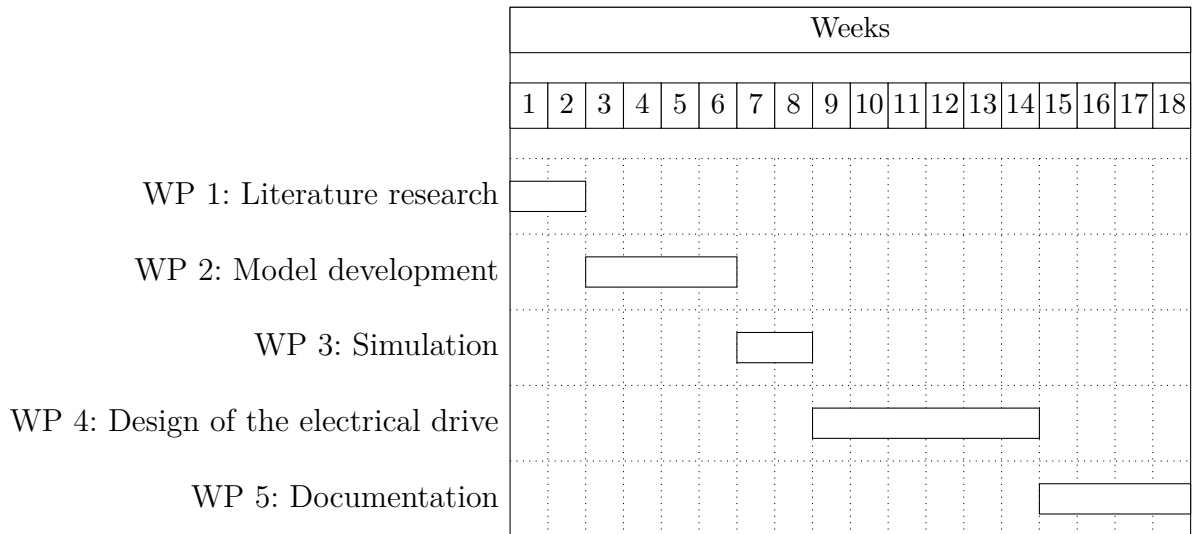 Weeks
1 2 3 4 5 6 7 8 9 10 11 12 13 14 15 16 17 18
WP 1: Literature research
WP 2: Model development
WP 3: Simulation
WP 4: Design of the electrical drive
WP 5: Documentation